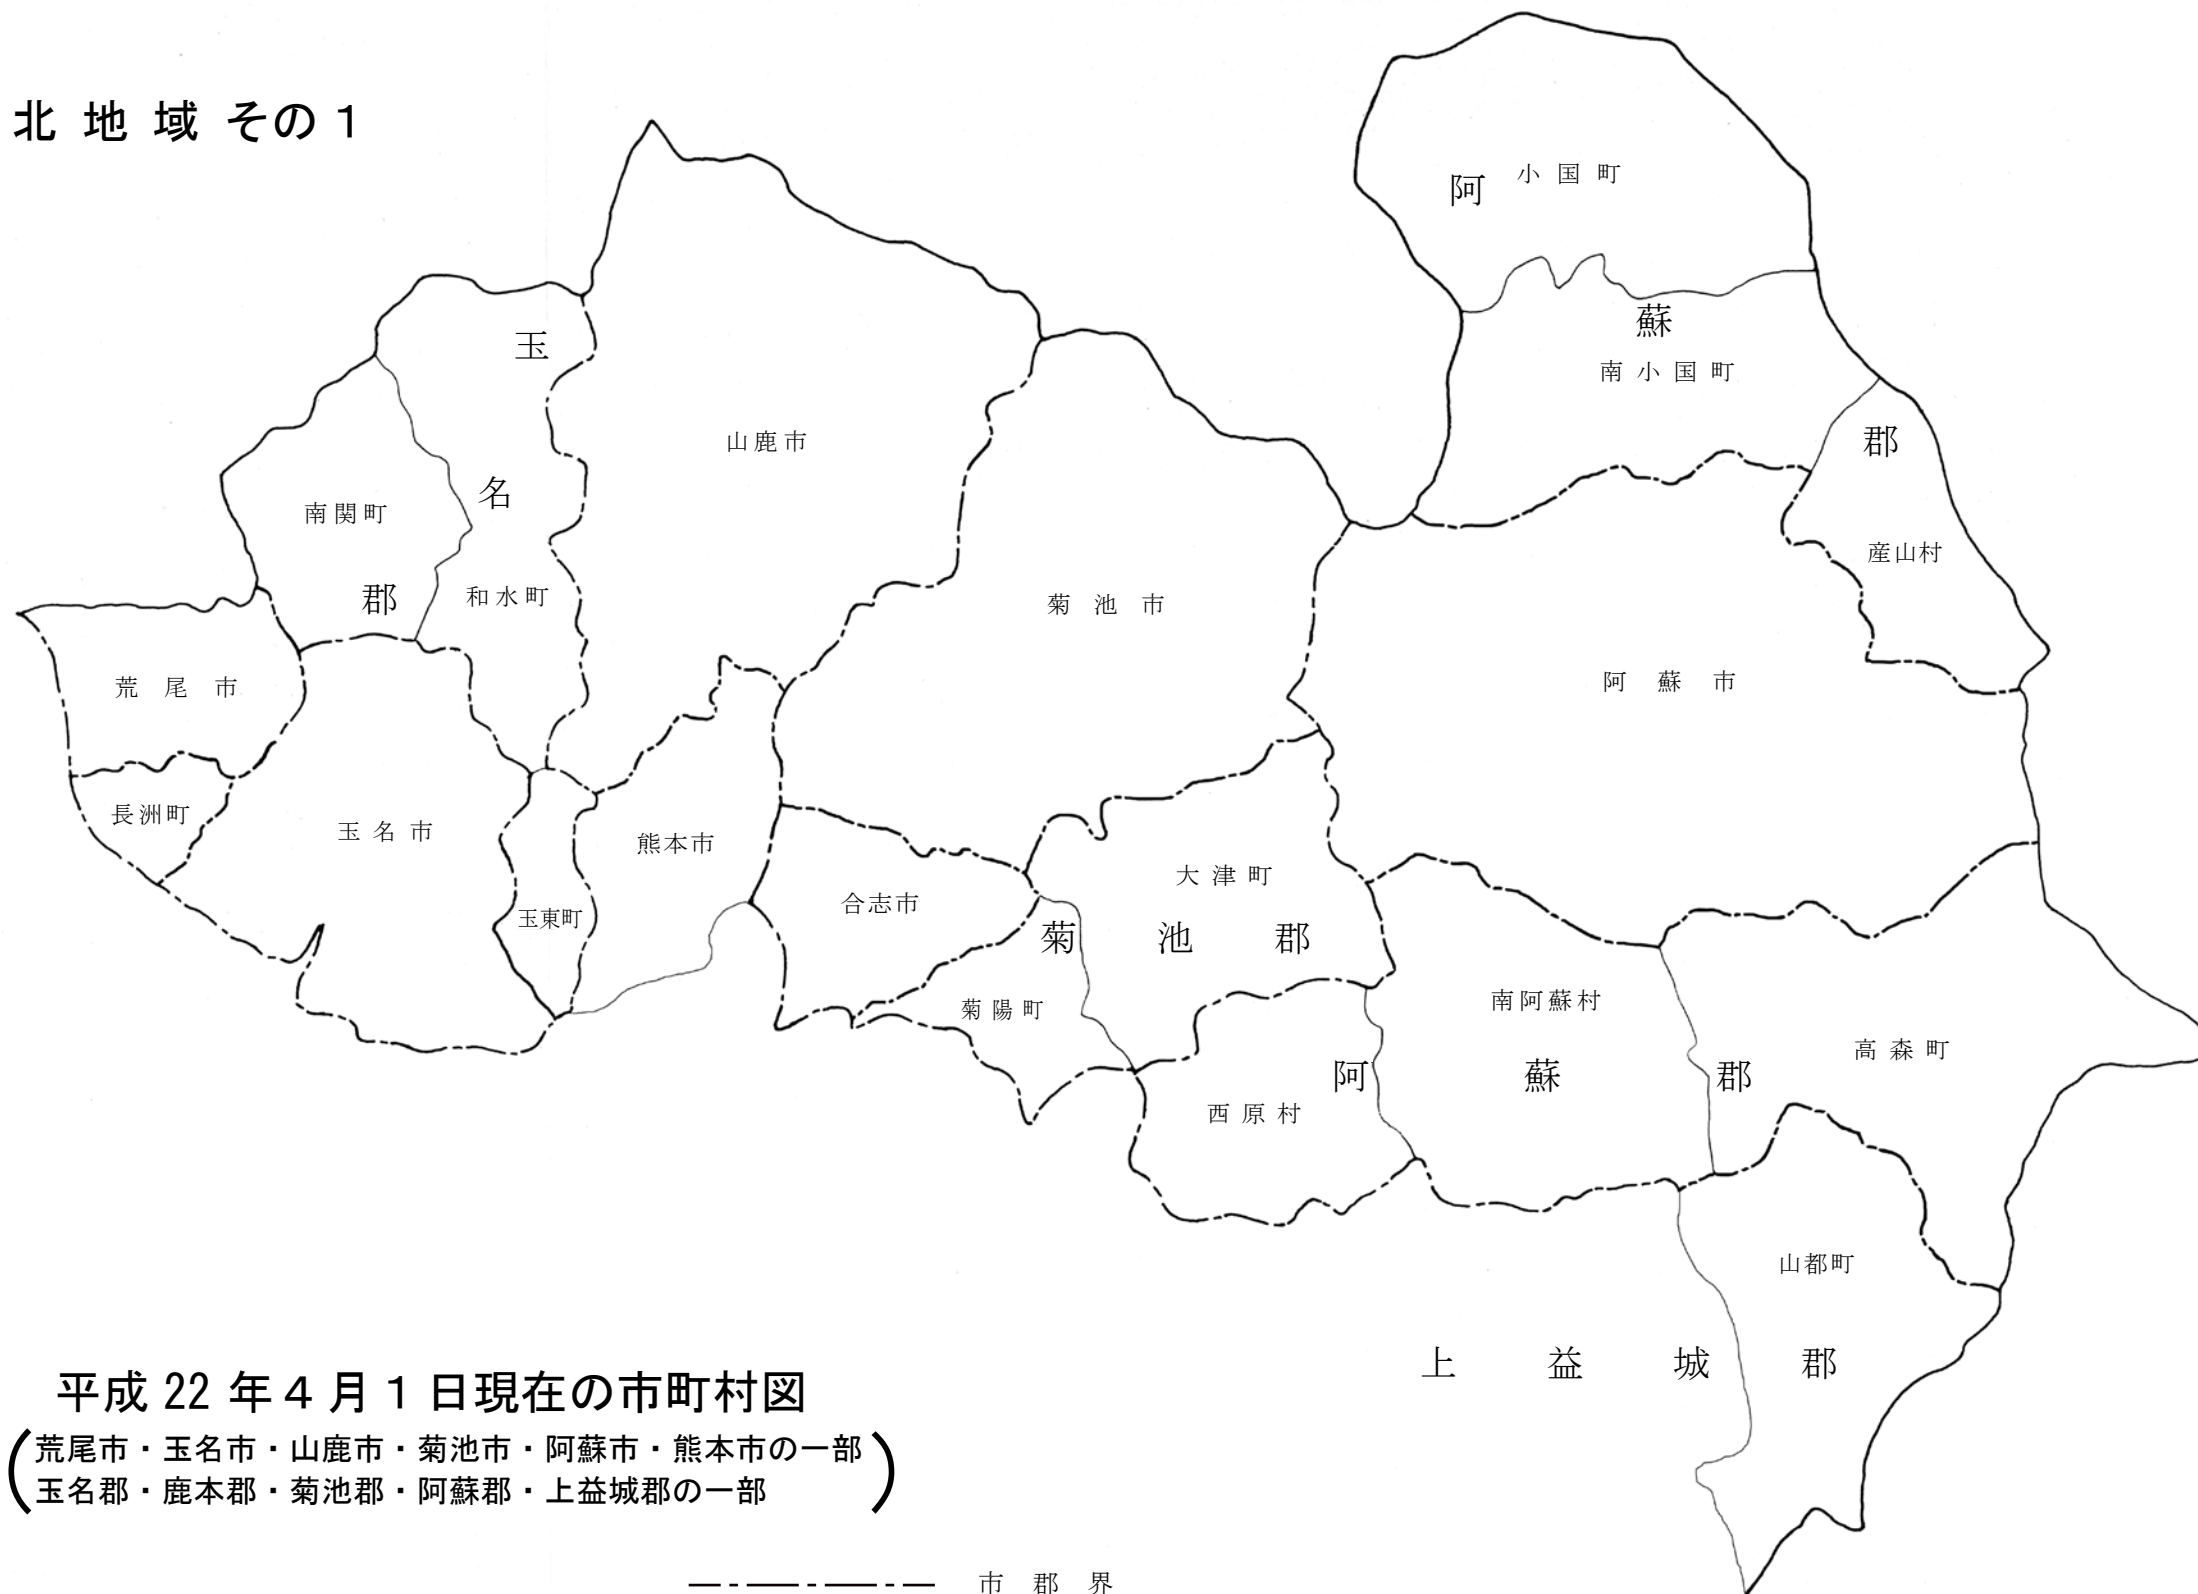 北 地 域 その１
阿
小 国 町
蘇
南 小 国 町
郡
産山村
玉
名
郡
山鹿市
南関町
和水町
菊 池 市
阿 蘇 市
荒 尾 市
長洲町
玉 名 市
玉東町
熊本市
合志市
大 津 町
菊 池 郡
菊 陽 町
南阿蘇村
高 森 町
阿 蘇 郡
西 原 村
山都町
上 益 城 郡
平成 22 年４月１日現在の市町村図
荒尾市・玉名市・山鹿市・菊池市・阿蘇市・熊本市の一部
玉名郡・鹿本郡・菊池郡・阿蘇郡・上益城郡の一部
市 郡 界